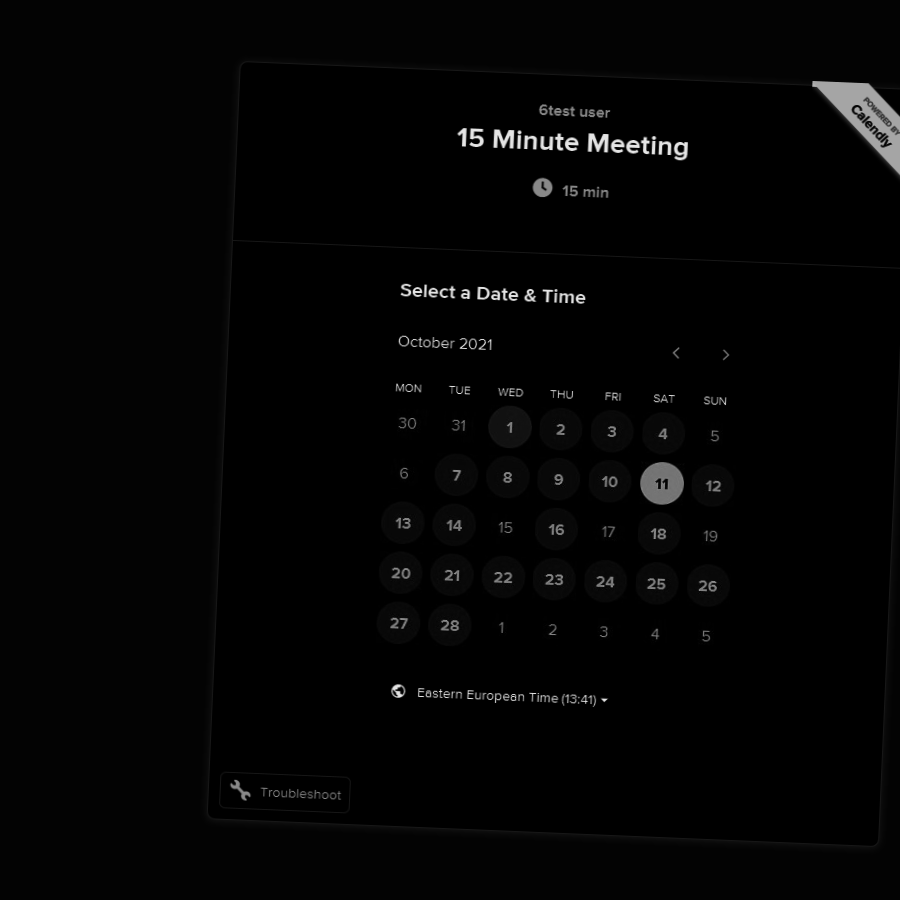 POWERED BY
Calendly
6test user
15 Minute Meeting
15 min
Select a Date & Time
October 2021
MON TUE WED THU FRI SAT SUN
30 31 1 2 3 4 5
6 7 8 9 10 11 12
13 14 15 16 17 18 19
20 21 22 23 24 25 26
27 28 1 2 3 4 5
Eastern European Time (13:41)
Troubleshoot